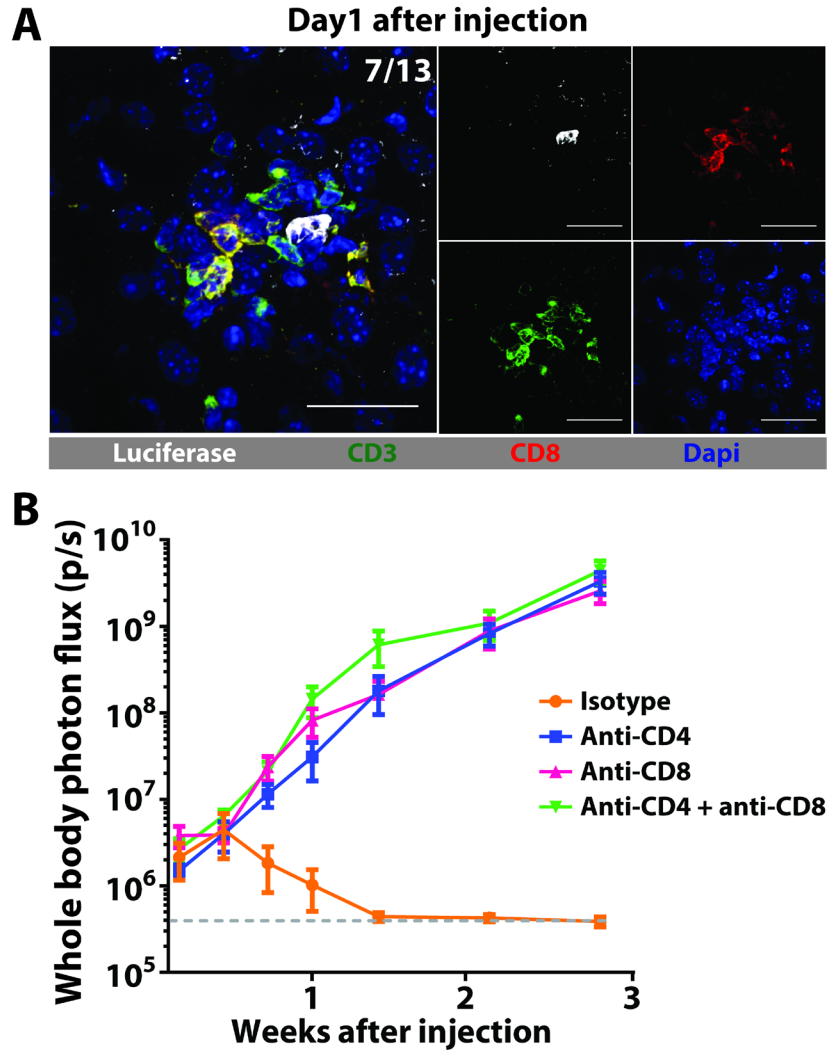 A
Day1 after injection
7/13
Luciferase CD3 CD8 Dapi
B
Whole body photon flux (p/s)
10^10
10^9
10^8
10^7
10^6
10^5
1 2 3
Weeks after injection
Isotype
Anti-CD4
Anti-CD8
Anti-CD4 + anti-CD8